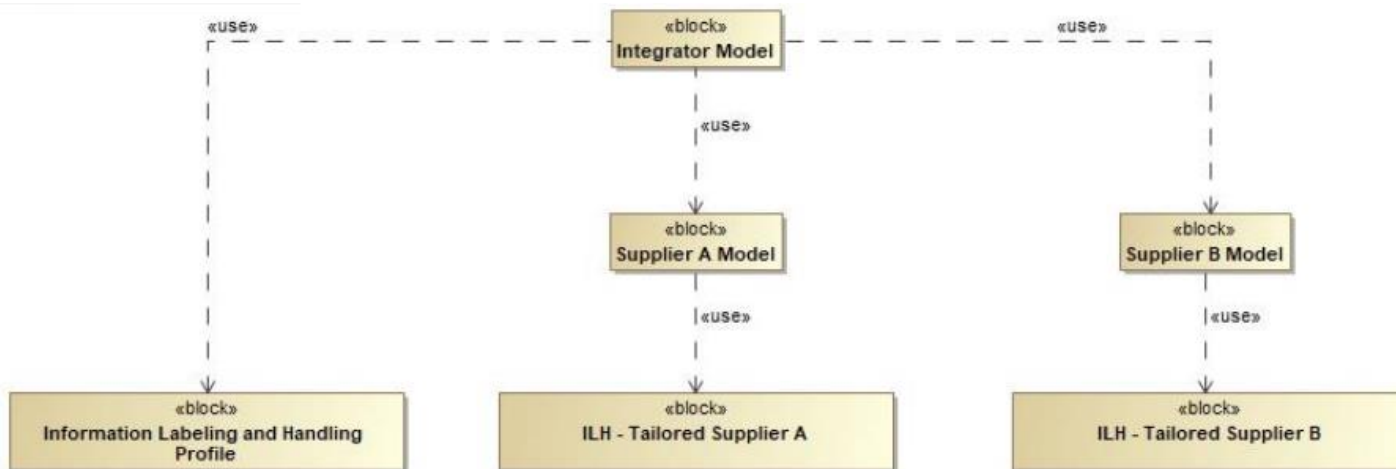 «use»
«block»
Integrator Model
«use»
«use»
«block»
Supplier A Model
«block»
Supplier B Model
«use»
«use»
«block»
Information Labeling and Handling
Profile
«block»
ILH - Tailored Supplier A
«block»
ILH - Tailored Supplier B